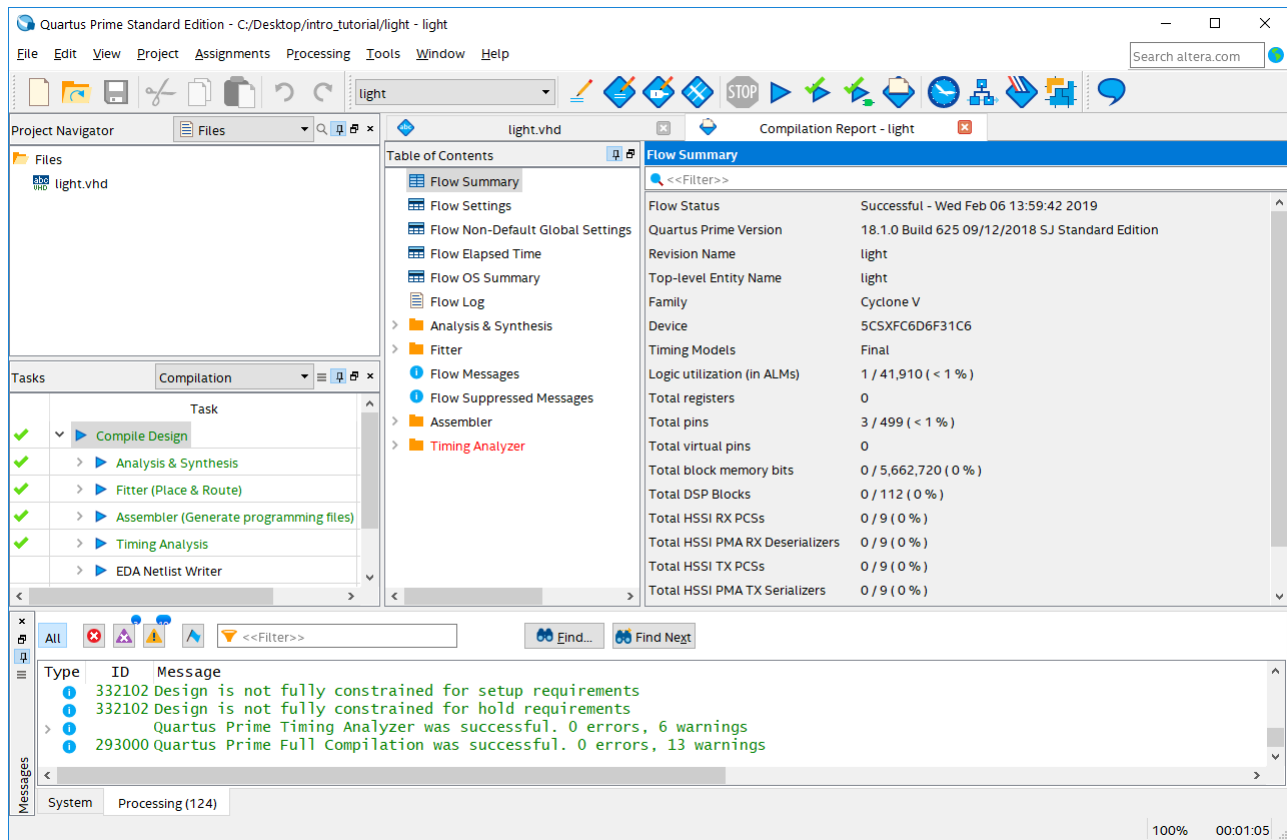 Quartus Prime Standard Edition - C:/Desktop/intro_tutorial/light - light
File Edit View Project Assignments Processing Tools Window Help
Search altera.com
STOP
light
Project Navigator
Files
Files
light.vhd
Tasks
Compilation
Task
Compile Design
Analysis & Synthesis
Fitter (Place & Route)
Assembler (Generate programming files)
Timing Analysis
EDA Netlist Writer
light.vhd
Compilation Report - light
Table of Contents
Flow Summary
Flow Settings
Flow Non-Default Global Settings
Flow Elapsed Time
Flow OS Summary
Flow Log
Analysis & Synthesis
Fitter
Flow Messages
Flow Suppressed Messages
Assembler
Timing Analyzer
Flow Summary
<<Filter>>
Flow Status Successful - Wed Feb 06 13:59:42 2019
Quartus Prime Version 18.1.0 Build 625 09/12/2018 SJ Standard Edition
Revision Name light
Top-level Entity Name light
Family Cyclone V
Device 5CSXFC6D6F31C6
Timing Models Final
Logic utilization (in ALMs) 1 / 41,910 ( < 1 % )
Total registers 0
Total pins 3 / 499 ( < 1 % )
Total virtual pins 0
Total block memory bits 0 / 5,662,720 ( 0 % )
Total DSP Blocks 0 / 112 ( 0 % )
Total HSSI RX PCSs 0 / 9 ( 0 % )
Total HSSI PMA RX Deserializers 0 / 9 ( 0 % )
Total HSSI TX PCSs 0 / 9 ( 0 % )
Total HSSI PMA TX Serializers 0 / 9 ( 0 % )
All
<<Filter>>
Find...
Find Next
Type ID Message
332102 Design is not fully constrained for setup requirements
332102 Design is not fully constrained for hold requirements
Quartus Prime Timing Analyzer was successful. 0 errors, 6 warnings
293000 Quartus Prime Full Compilation was successful. 0 errors, 13 warnings
Messages
System
Processing (124)
100% 00:01:05